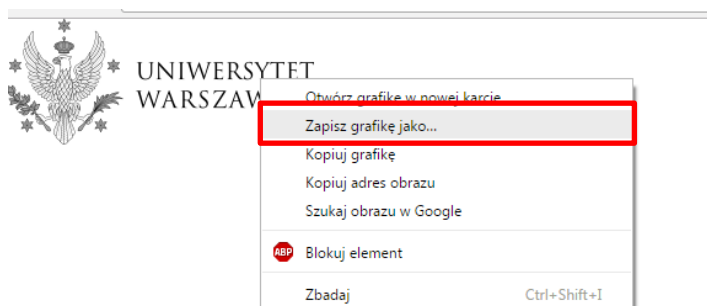 UNIWERSYTET
WARSZAW
Otwórz grafikę w nowej karcie
Zapisz grafikę jako...
Kopiuj grafikę
Kopiuj adres obrazu
Szukaj obrazu w Google
ABP Blokuj element
Zbadaj Ctrl+Shift+I